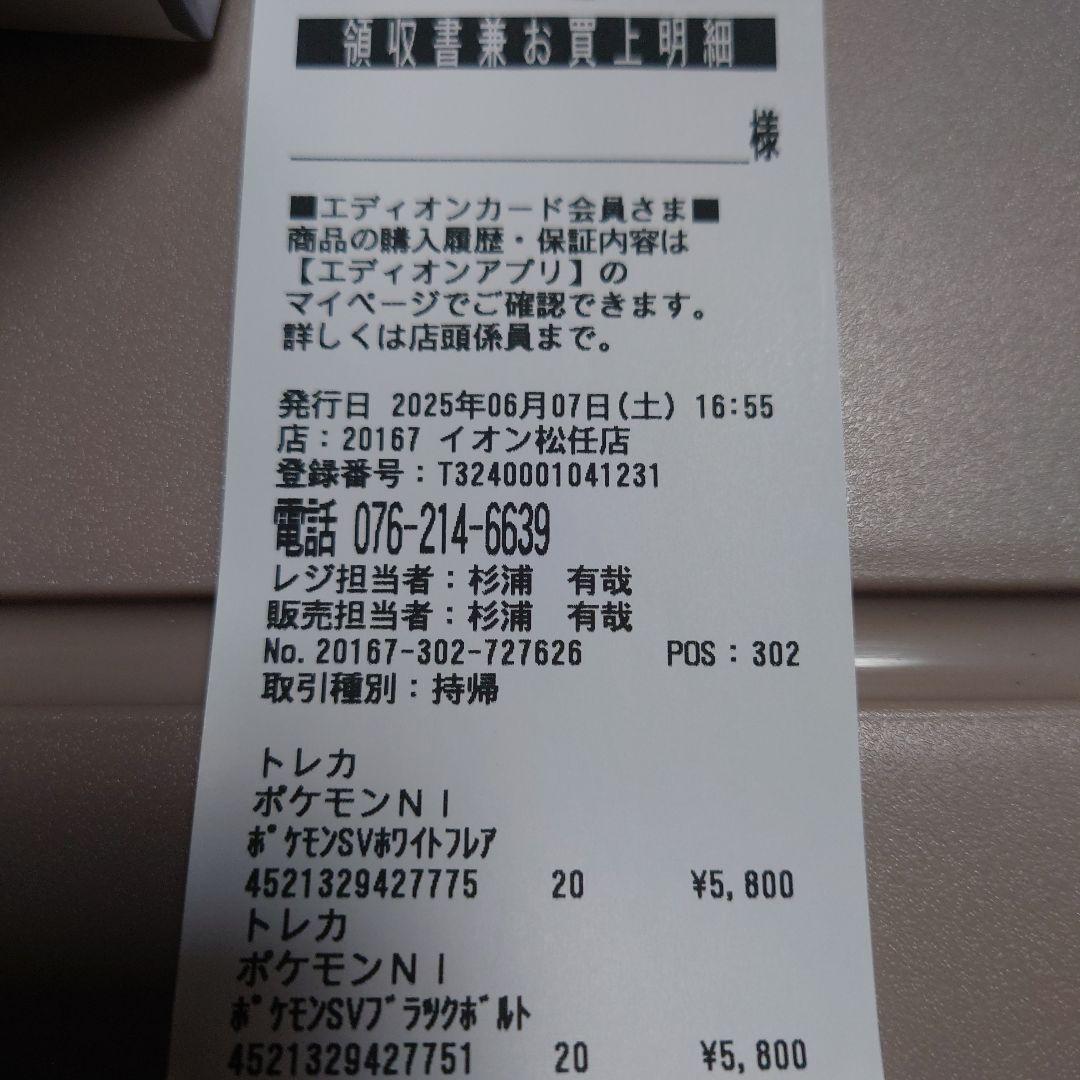 領収書兼お買上明細
様
■エディオンカード会員さま■
商品の購入履歴・保証内容は
【エディオンアプリ】の
マイページでご確認できます。
詳しくは店頭係員まで。
発行日 2025年06月07日(土) 16:55
店:20167 イオン松任店
登録番号:T3240001041231
電話 076-214-6639
レジ担当者:杉浦　有哉
販売担当者:杉浦　有哉
No.20167-302-727626 POS:302
取引種別:持帰
トレカ
ポケモンNI
ﾎﾟｹﾓﾝSVﾎﾜｲﾄﾌﾚｱ
4521329427775 20 ¥5,800
トレカ
ポケモンNI
ﾎﾟｹﾓﾝSVﾌﾞﾗｯｸﾎﾞﾙﾄ
4521329427751 20 ¥5,800